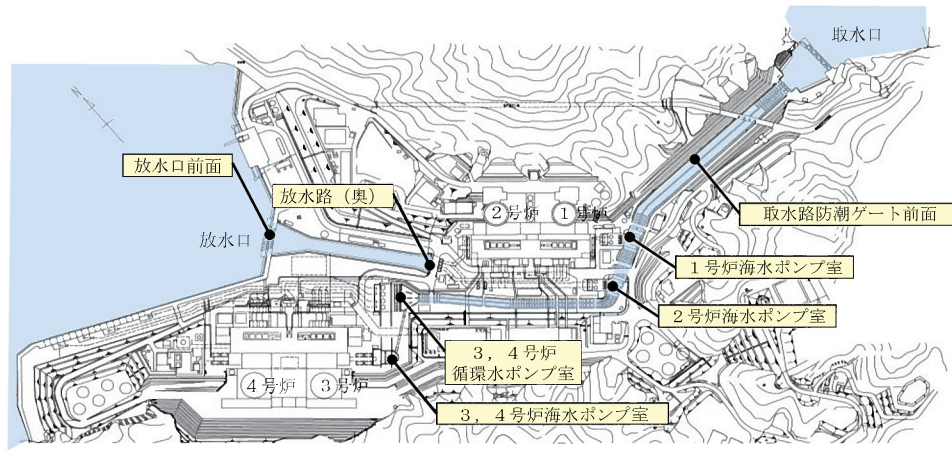 取水口
N
放水口前面
放水路（奥）
２号炉
１号炉
取水路防潮ゲート前面
放水口
１号炉海水ポンプ室
２号炉海水ポンプ室
３，４号炉
循環水ポンプ室
４号炉
３号炉
３，４号炉海水ポンプ室